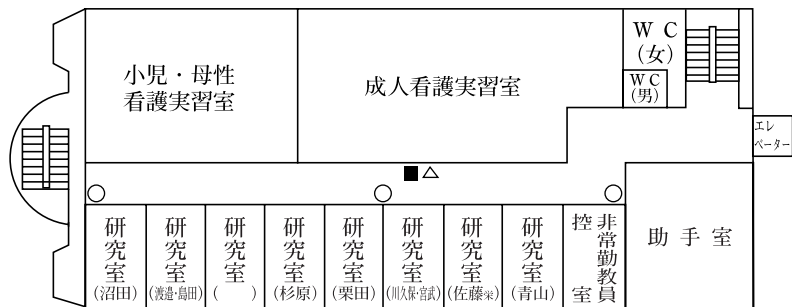 小児・母性
看護実習室
成人看護実習室
WC
(女)
WC
(男)
エレ
ベーター
研究室
(沼田)
研究室
(渡邉・島田)
研究室
(　　)
研究室
(杉原)
研究室
(栗田)
研究室
(川久保・宮武)
研究室
(佐藤栄)
研究室
(青山)
非常勤教員
控室
助手室